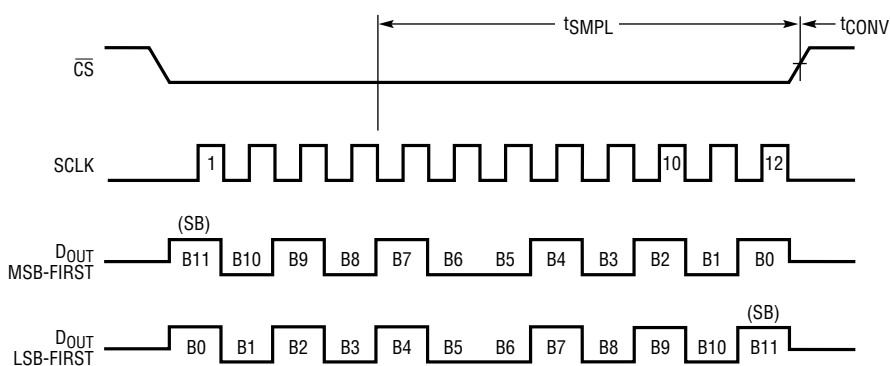 tSMPL tCONV
CS
SCLK 1 10 12
(SB)
DOUT
MSB-FIRST
B11 B10 B9 B8 B7 B6 B5 B4 B3 B2 B1 B0
(SB)
DOUT
LSB-FIRST
B0 B1 B2 B3 B4 B5 B6 B7 B8 B9 B10 B11